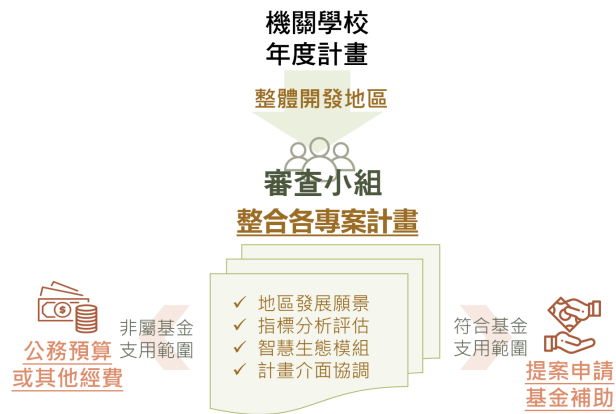 機關學校
年度計畫
整體開發地區
審查小組
整合各專案計畫
✓ 地區發展願景
✓ 指標分析評估
✓ 智慧生態模組
✓ 計畫介面協調
非屬基金
支用範圍
公務預算
或其他經費
符合基金
支用範圍
提案申請
基金補助